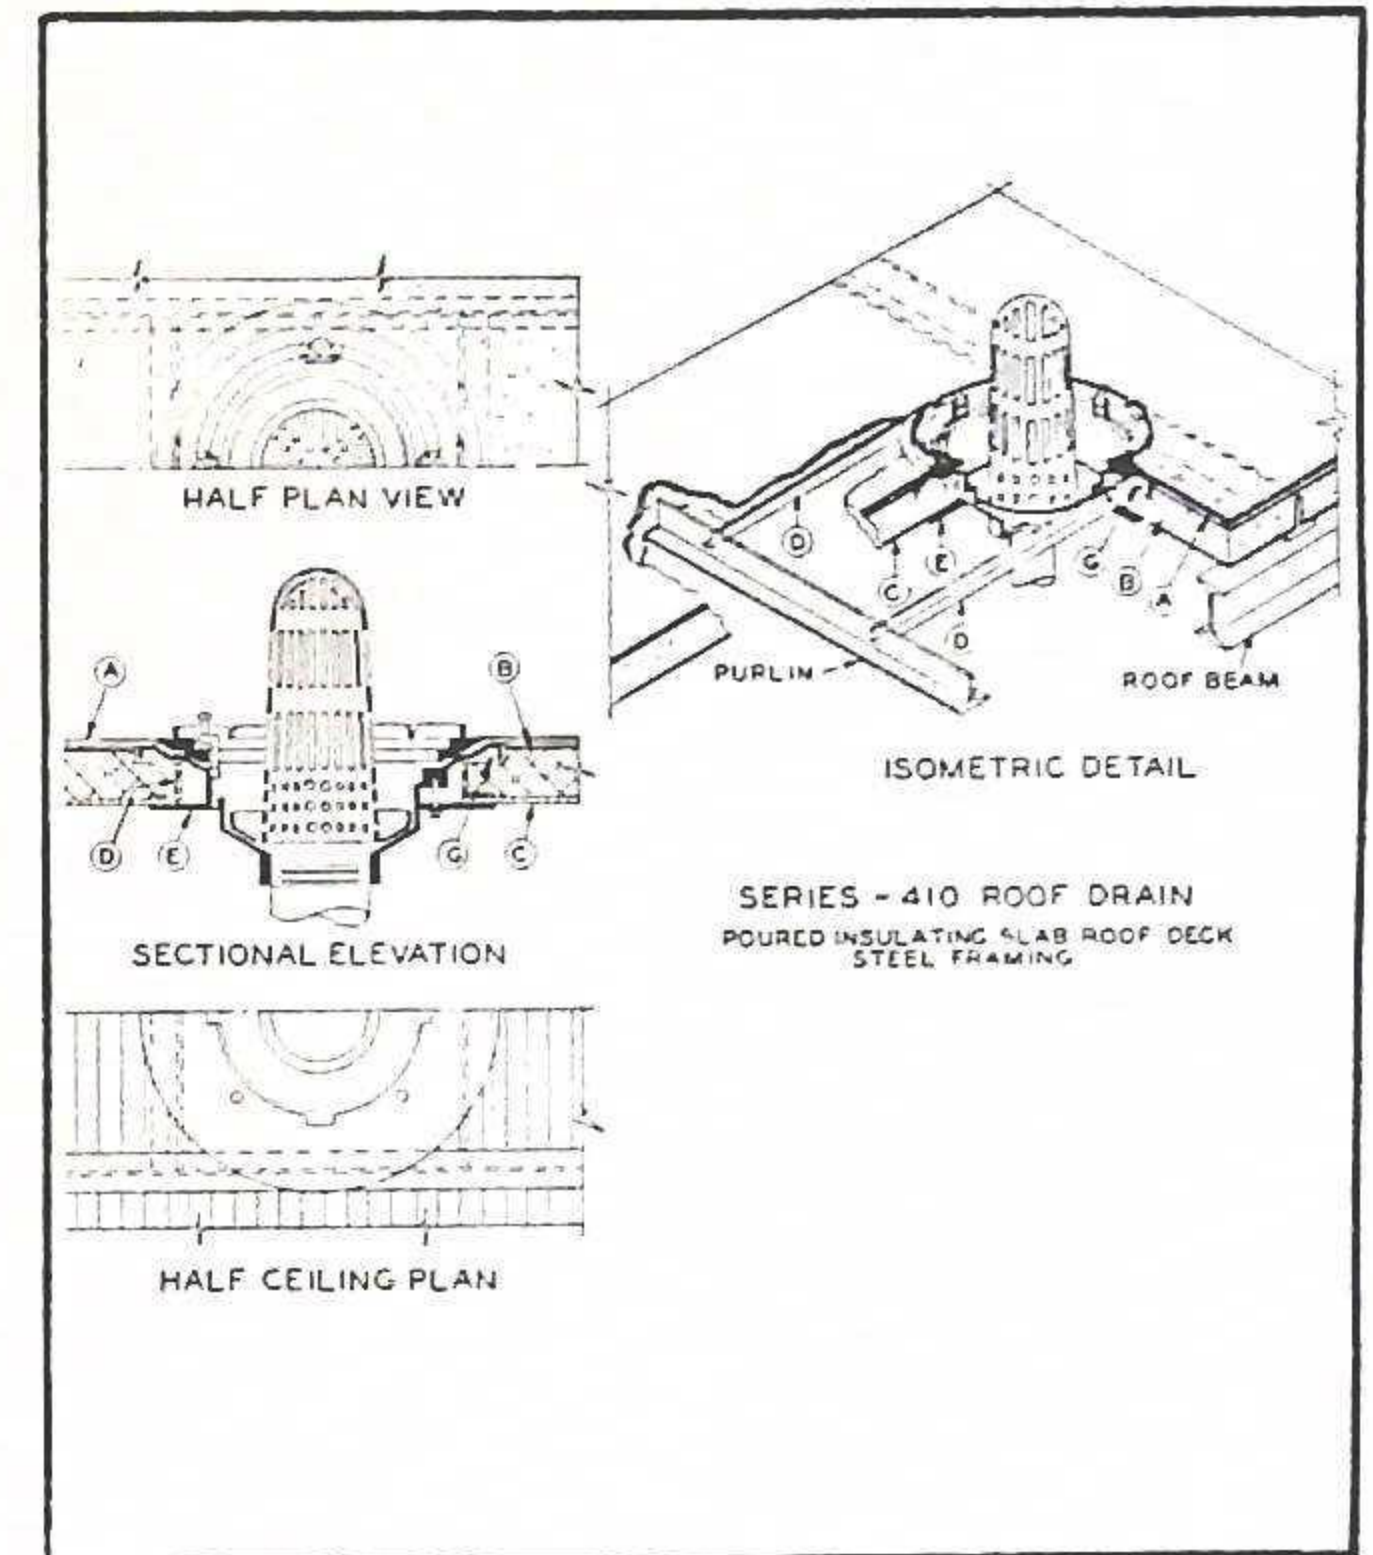 HALF PLAN VIEW
D
C
E
D
G
B
A
PURLIN
ROOF BEAM
ISOMETRIC DETAIL
A
B
D
E
G
C
SECTIONAL ELEVATION
SERIES - 410 ROOF DRAIN
POURED INSULATING SLAB ROOF DECK
STEEL FRAMING
HALF CEILING PLAN